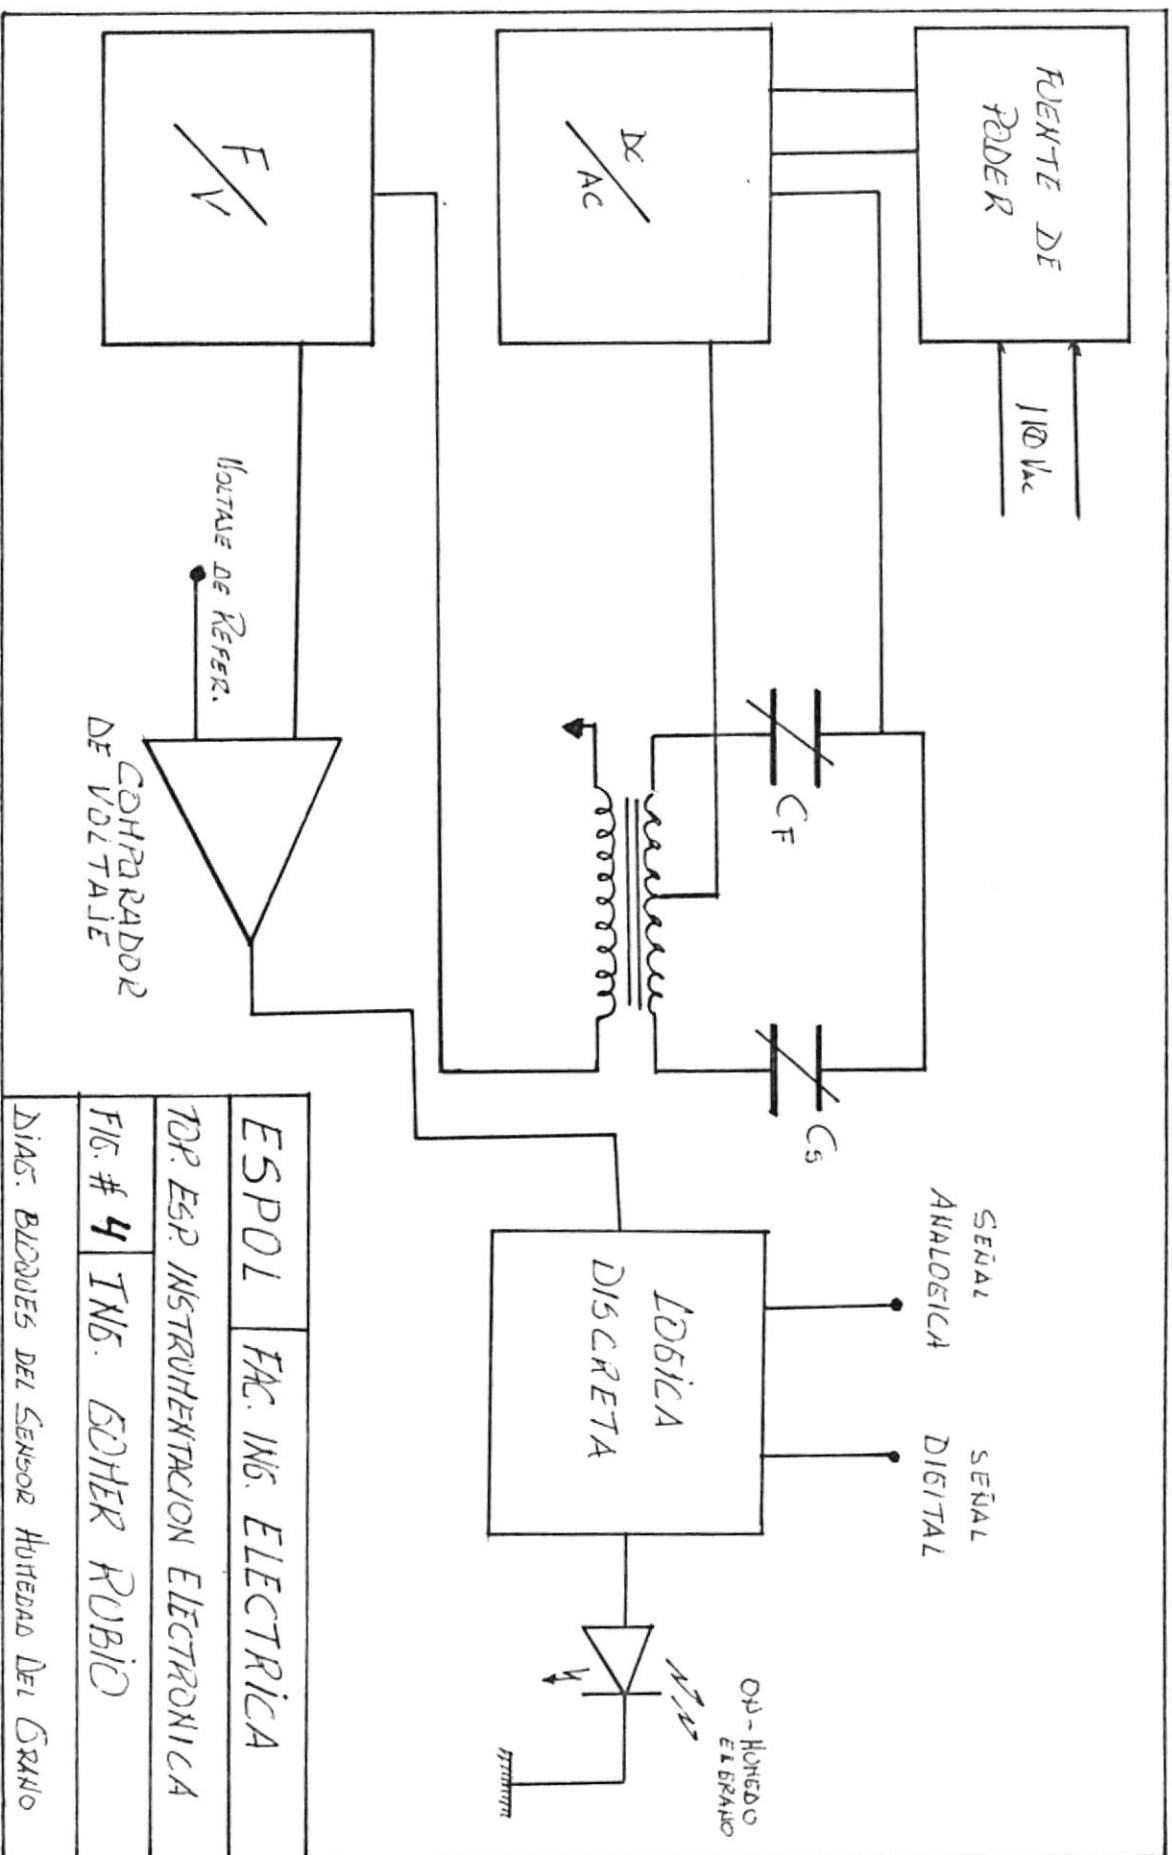 FUENTE DE
PODER
110 VAC
DC
AC
F
V
CF
CS
VOLTAJE DE REFER.
COMPARADOR
DE VOLTAJE
SEÑAL
ANALOGICA
SEÑAL
DIGITAL
LOGICA
DISCRETA
ON-HUMEDO
EL GRANO
ESPOL
FAC. ING. ELECTRICA
TOP. ESP. INSTRUMENTACION ELECTRONICA
FIG. # 4
ING. GOMER RUBIO
DIAG. BLOQUES DEL SENSOR HUMEDAD DEL GRANO